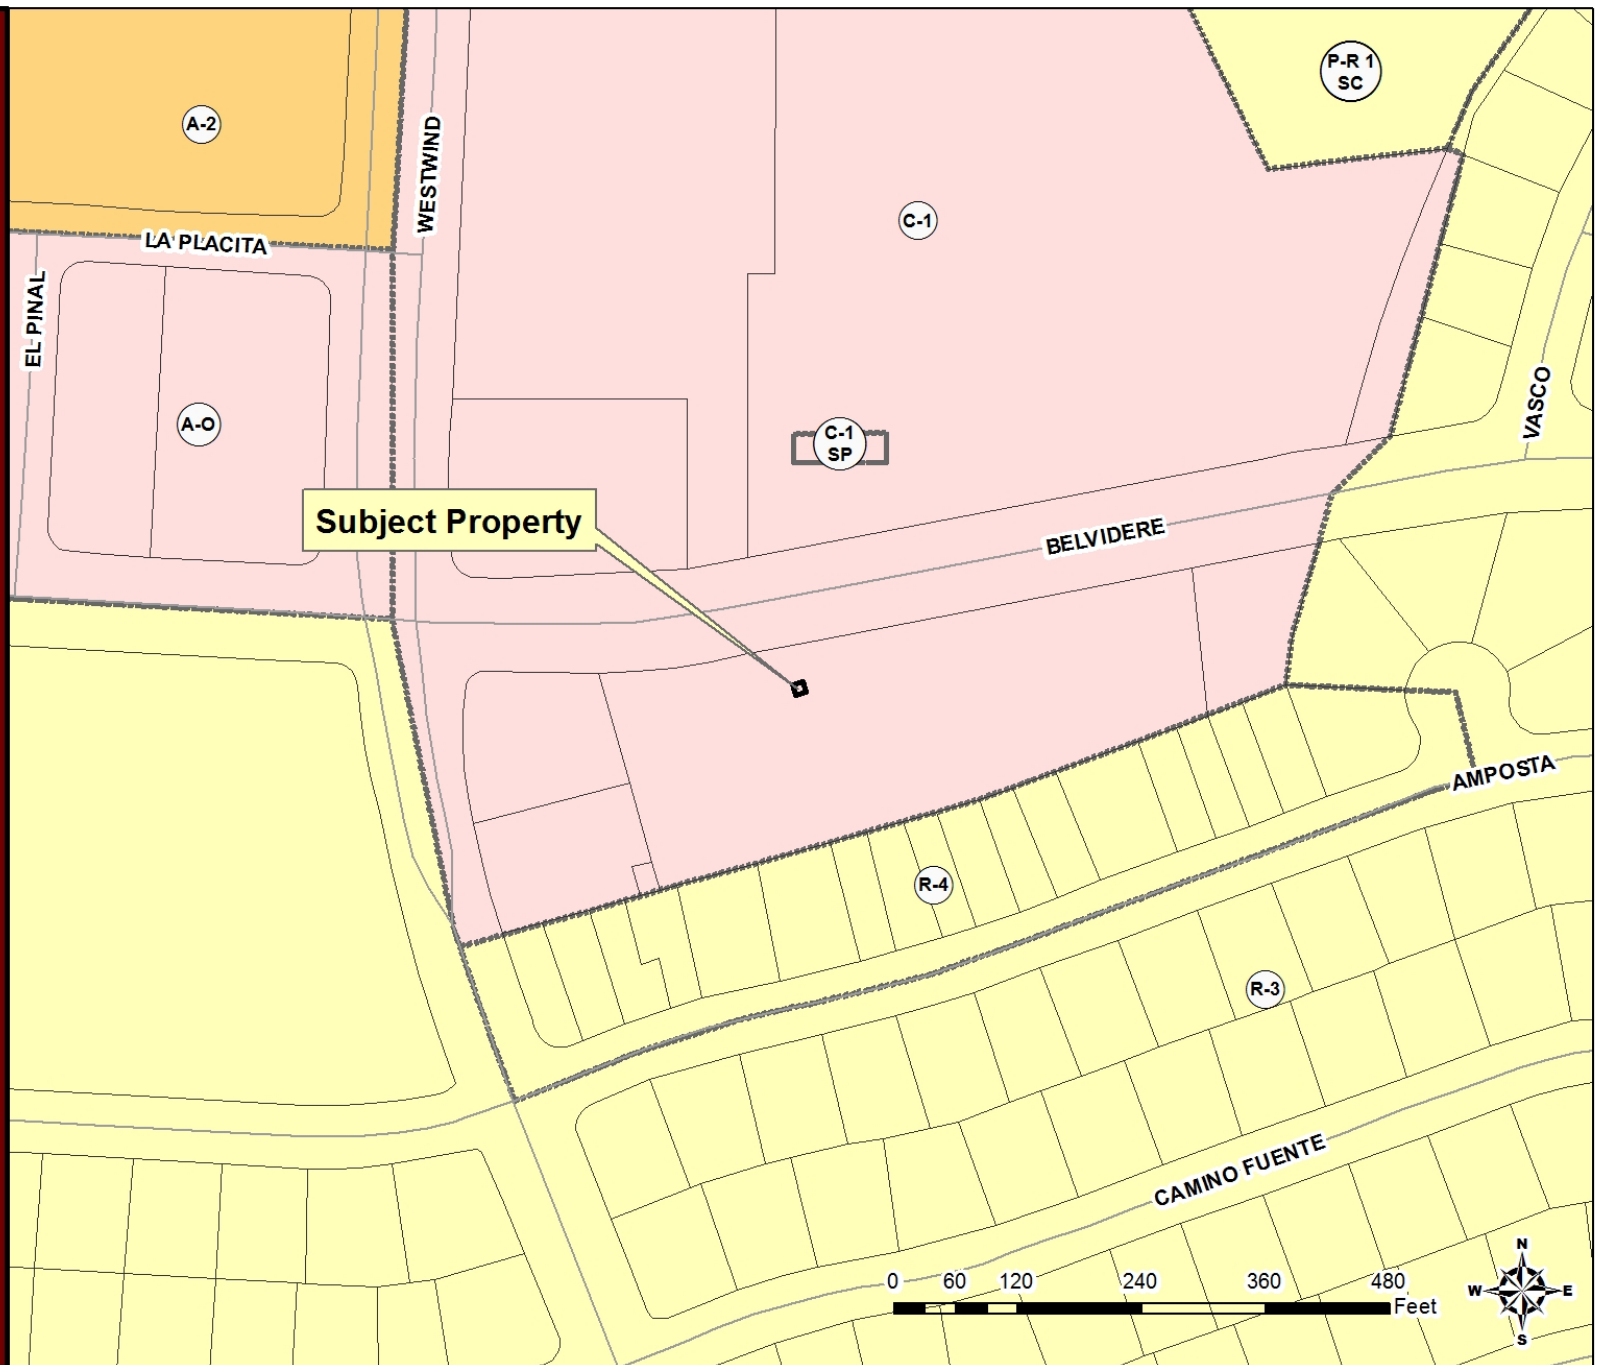 P-R 1
SC
A-2
WESTWIND
C-1
LA PLACITA
EL PINAL
VASCO
A-O
C-1
SP
Subject Property
BELVIDERE
AMPOSTA
R-4
R-3
CAMINO FUENTE
N
W E
S
0 60 120 240 360 480
Feet